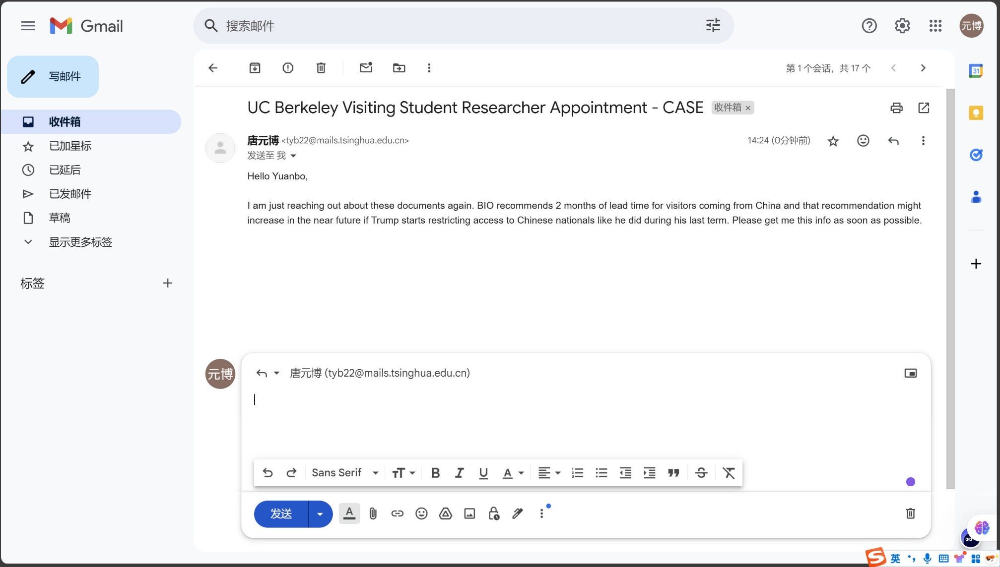 Gmail
搜索邮件
元博
写邮件
第 1 个会话，共 17 个
31
UC Berkeley Visiting Student Researcher Appointment - CASE 收件箱 ×
收件箱
已加星标
已延后
已发邮件
草稿
显示更多标签
标签
唐元博 <tyb22@mails.tsinghua.edu.cn>
14:24 (0分钟前)
发送至 我
Hello Yuanbo,
I am just reaching out about these documents again. BIO recommends 2 months of lead time for visitors coming from China and that recommendation might
increase in the near future if Trump starts restricting access to Chinese nationals like he did during his last term. Please get me this info as soon as possible.
元博
唐元博 (tyb22@mails.tsinghua.edu.cn)
Sans Serif
发送
英